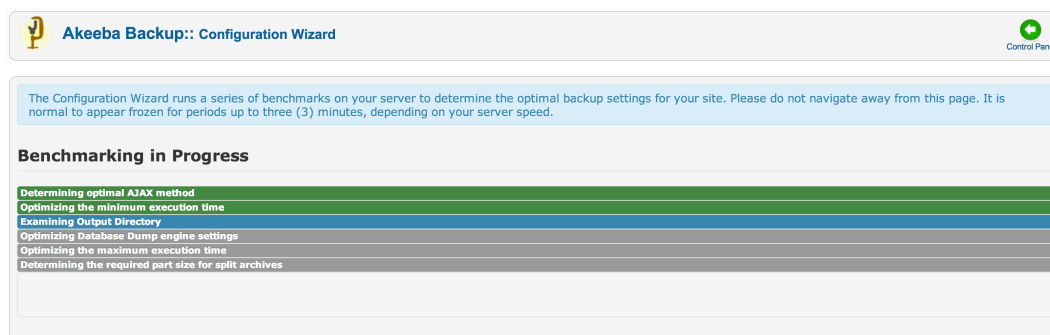 Akeeba Backup:: Configuration Wizard
Control Pan
The Configuration Wizard runs a series of benchmarks on your server to determine the optimal backup settings for your site. Please do not navigate away from this page. It is
normal to appear frozen for periods up to three (3) minutes, depending on your server speed.
Benchmarking in Progress
Determining optimal AJAX method
Optimizing the minimum execution time
Examining Output Directory
Optimizing Database Dump engine settings
Optimizing the maximum execution time
Determining the required part size for split archives